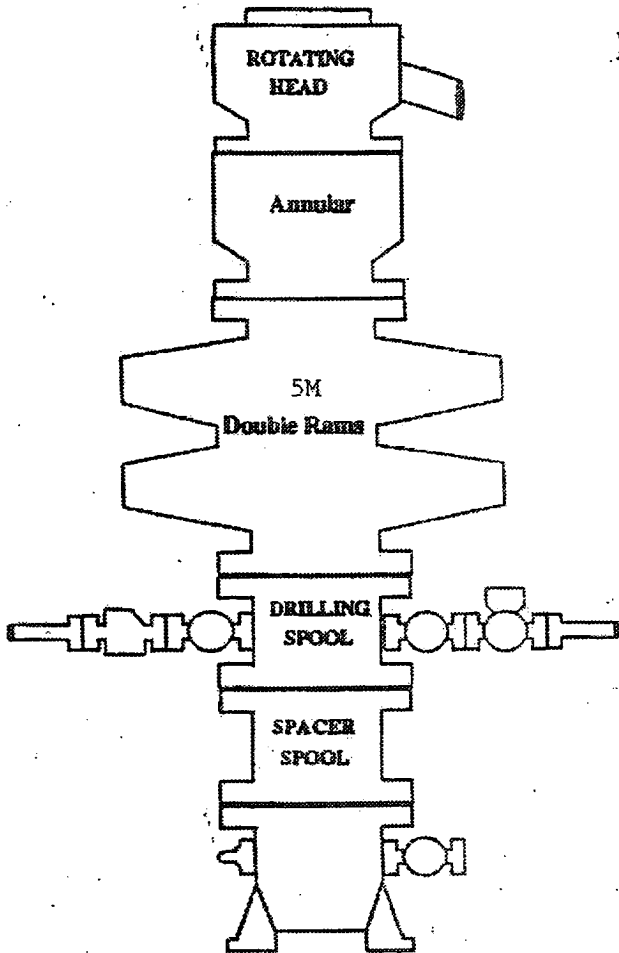 ROTATING
HEAD
Annular
5M
Double Rams
DRILLING
SPOOL
SPACER
SPOOL